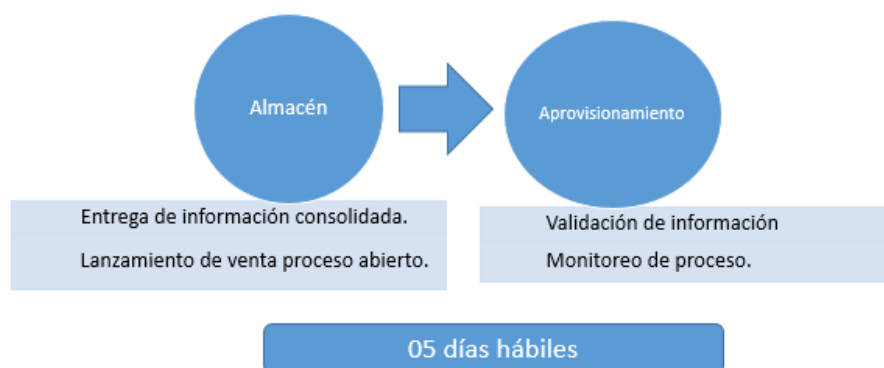 Almacén
Aprovisionamiento
Entrega de información consolidada.
Lanzamiento de venta proceso abierto.
Validación de información
Monitoreo de proceso.
05 días hábiles